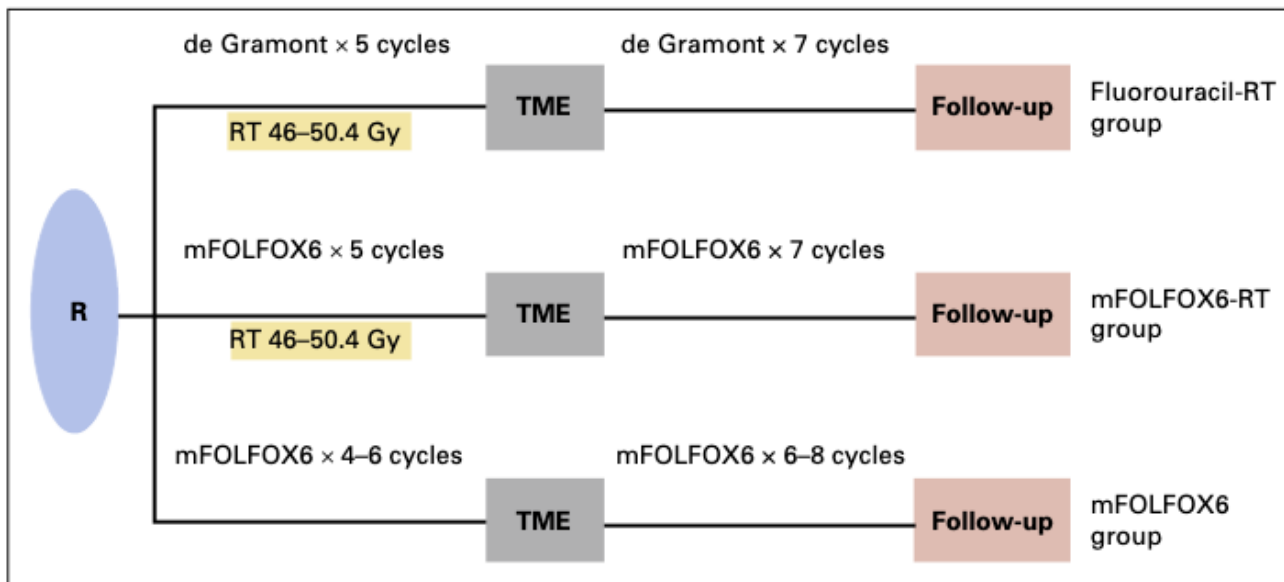 de Gramont × 5 cycles
de Gramont × 7 cycles
TME
Follow-up
Fluorouracil-RT
group
RT 46–50.4 Gy
mFOLFOX6 × 5 cycles
mFOLFOX6 × 7 cycles
R
TME
Follow-up
mFOLFOX6-RT
group
RT 46–50.4 Gy
mFOLFOX6 × 4–6 cycles
mFOLFOX6 × 6–8 cycles
TME
Follow-up
mFOLFOX6
group